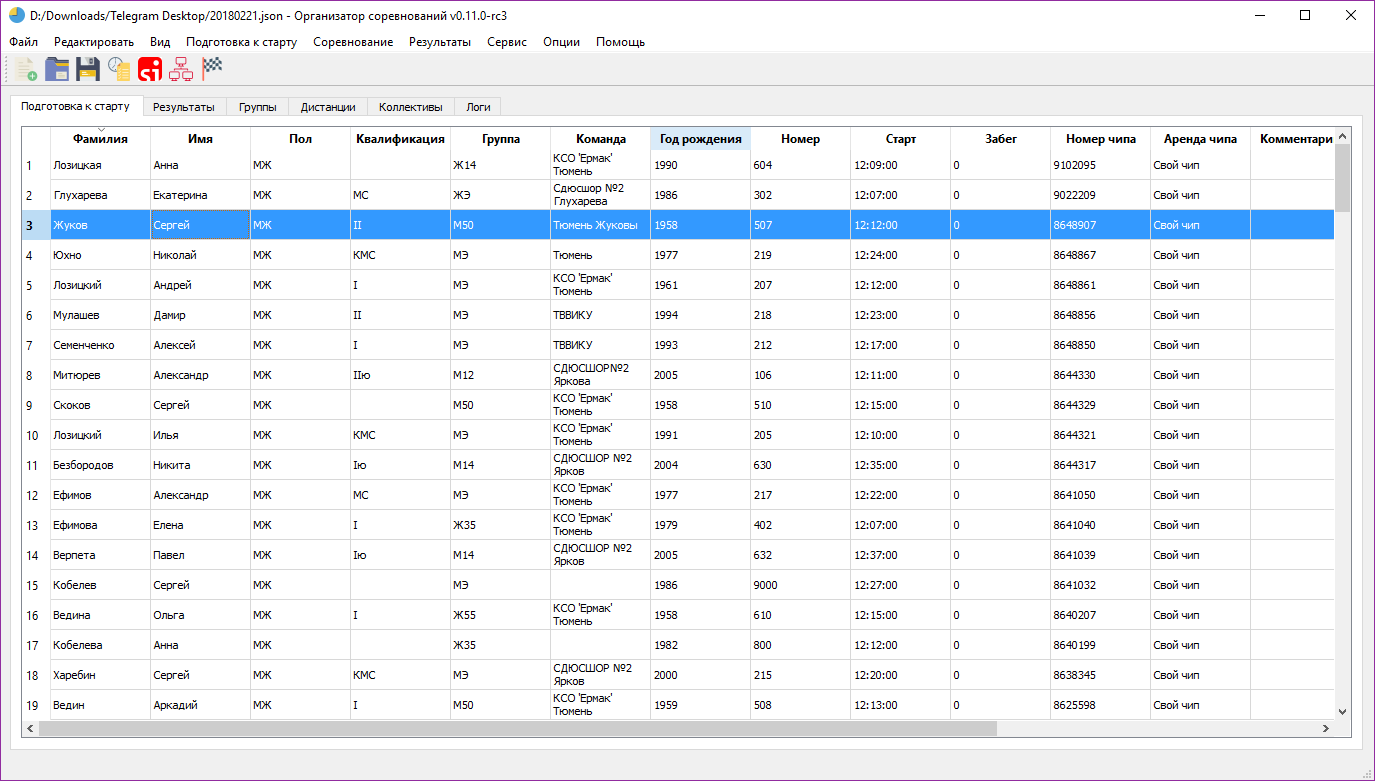 D:/Downloads/Telegram Desktop/20180221.json - Организатор соревнований v0.11.0-rc3
Файл Редактировать Вид Подготовка к старту Соревнование Результаты Сервис Опции Помощь
si
Подготовка к старту Результаты Группы Дистанции Коллективы Логи
Фамилия Имя Пол Квалификация Группа Команда Год рождения Номер Старт Забег Номер чипа Аренда чипа Комментари
1 Лозицкая Анна МЖ Ж14 КСО 'Ермак' Тюмень 1990 604 12:09:00 0 9102095 Свой чип
2 Глухарева Екатерина МЖ МС ЖЭ Сдюсшор №2 Глухарева 1986 302 12:07:00 0 9022209 Свой чип
3 Жуков Сергей МЖ II М50 Тюмень Жуковы 1958 507 12:12:00 0 8648907 Свой чип
4 Юхно Николай МЖ КМС МЭ Тюмень 1977 219 12:24:00 0 8648867 Свой чип
5 Лозицкий Андрей МЖ I МЭ КСО 'Ермак' Тюмень 1961 207 12:12:00 0 8648861 Свой чип
6 Мулашев Дамир МЖ II МЭ ТВВИКУ 1994 218 12:23:00 0 8648856 Свой чип
7 Семенченко Алексей МЖ I МЭ ТВВИКУ 1993 212 12:17:00 0 8648850 Свой чип
8 Митюрев Александр МЖ IIю М12 СДЮСШОР№2 Яркова 2005 106 12:11:00 0 8644330 Свой чип
9 Скоков Сергей МЖ М50 КСО 'Ермак' Тюмень 1958 510 12:15:00 0 8644329 Свой чип
10 Лозицкий Илья МЖ КМС МЭ КСО 'Ермак' Тюмень 1991 205 12:10:00 0 8644321 Свой чип
11 Безбородов Никита МЖ Iю М14 СДЮСШОР №2 Ярков 2004 630 12:35:00 0 8644317 Свой чип
12 Ефимов Александр МЖ МС МЭ КСО 'Ермак' Тюмень 1977 217 12:22:00 0 8641050 Свой чип
13 Ефимова Елена МЖ I Ж35 КСО 'Ермак' Тюмень 1979 402 12:07:00 0 8641040 Свой чип
14 Верпета Павел МЖ Iю М14 СДЮСШОР №2 Ярков 2005 632 12:37:00 0 8641039 Свой чип
15 Кобелев Сергей МЖ МЭ 1986 9000 12:27:00 0 8641032 Свой чип
16 Ведина Ольга МЖ I Ж55 КСО 'Ермак' Тюмень 1958 610 12:15:00 0 8640207 Свой чип
17 Кобелева Анна МЖ Ж35 1982 800 12:12:00 0 8640199 Свой чип
18 Харебин Сергей МЖ КМС МЭ СДЮСШОР №2 Ярков 2000 215 12:20:00 0 8638345 Свой чип
19 Ведин Аркадий МЖ I М50 КСО 'Ермак' Тюмень 1959 508 12:13:00 0 8625598 Свой чип